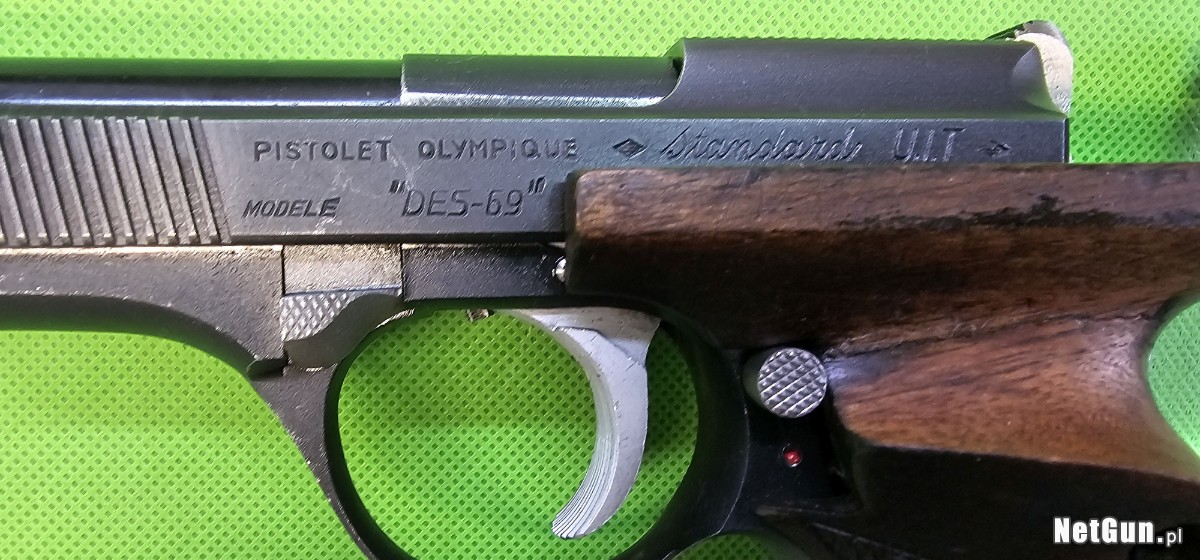 PISTOLET OLYMPIQUE Standard U.I.T
MODELE "DES-69"
NetGun.pl